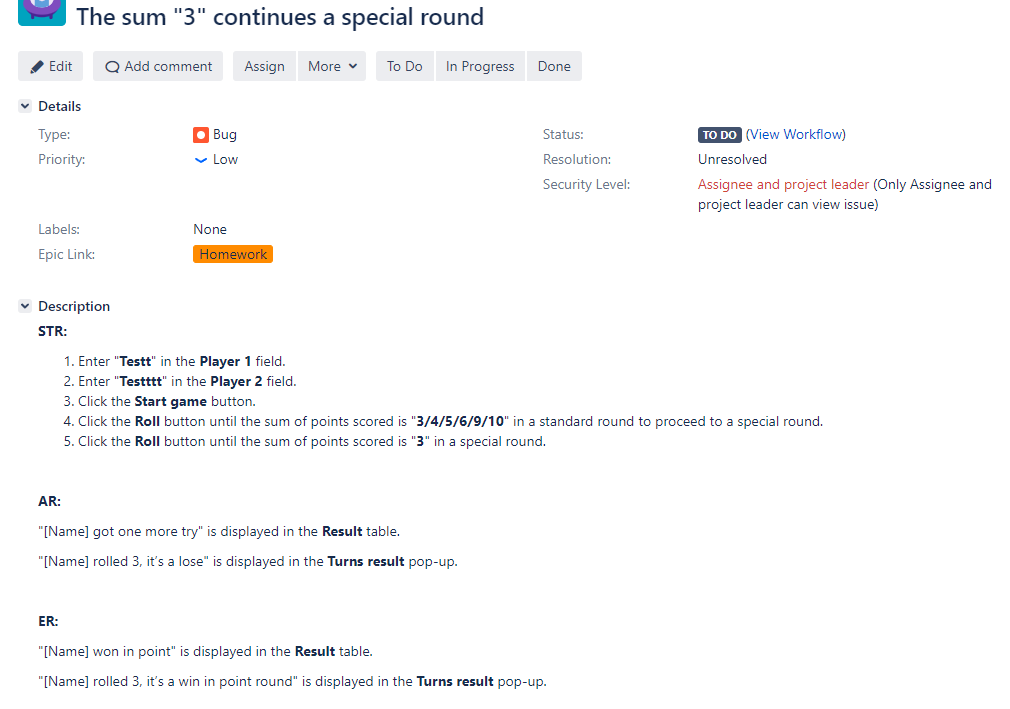 The sum "3" continues a special round
Edit Add comment Assign More To Do In Progress Done
Details
Type: Bug Status: TO DO (View Workflow)
Priority: Low Resolution: Unresolved
Security Level: Assignee and project leader (Only Assignee and
project leader can view issue)
Labels: None
Epic Link: Homework
Description
STR:
1. Enter "Testt" in the Player 1 field.
2. Enter "Testttt" in the Player 2 field.
3. Click the Start game button.
4. Click the Roll button until the sum of points scored is "3/4/5/6/9/10" in a standard round to proceed to a special round.
5. Click the Roll button until the sum of points scored is "3" in a special round.
AR:
"[Name] got one more try" is displayed in the Result table.
"[Name] rolled 3, it's a lose" is displayed in the Turns result pop-up.
ER:
"[Name] won in point" is displayed in the Result table.
"[Name] rolled 3, it's a win in point round" is displayed in the Turns result pop-up.